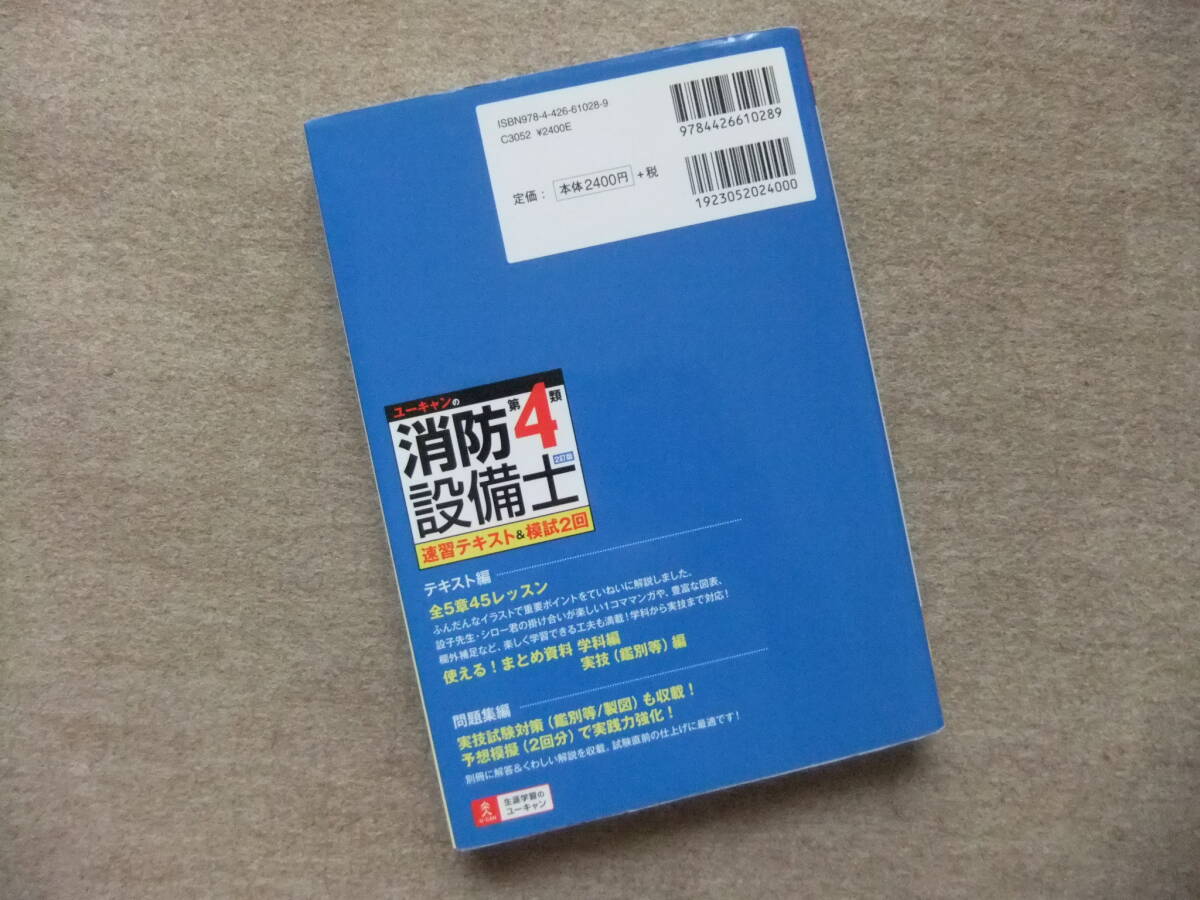 ISBN978-4-426-61028-9
C3052 ¥2400E
9784426610289
定価：本体2400円+税
1923052024000
ユーキャンの
第4類
消防
設備士
2訂版
速習テキスト&模試2回
テキスト編
全5章45レッスン
ふんだんなイラストで重要ポイントをていねいに解説しました。
設子先生・シロー君の掛け合いが楽しい1コママンガや、豊富な図表、
欄外補足など、楽しく学習できる工夫も満載！学科から実技まで対応！
使える！まとめ資料 学科編
実技（鑑別等）編
問題集編
実技試験対策（鑑別等/製図）も収載！
予想模擬（2回分）で実践力強化！
別冊に解答&くわしい解説を収載。試験直前の仕上げに最適です！
U-CAN
生涯学習の
ユーキャン